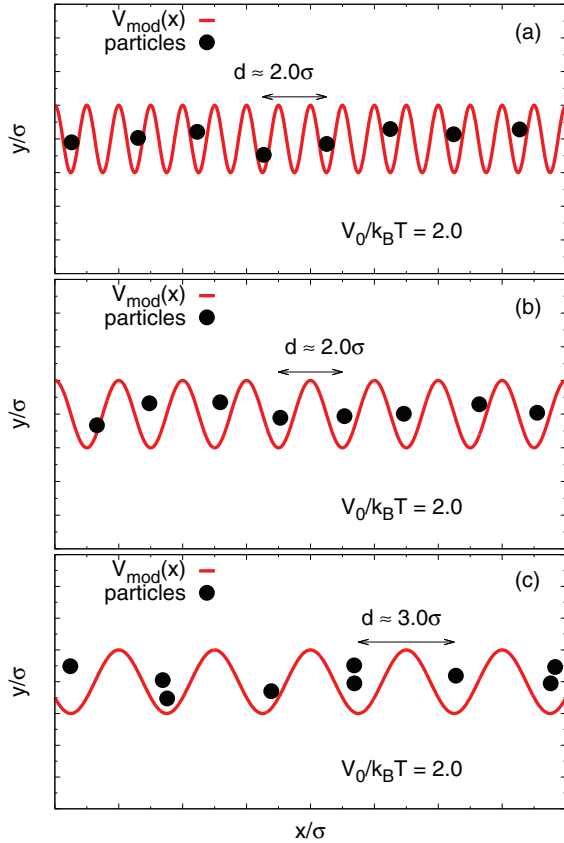 V_mod(x)
particles
(a)
d ≈ 2.0σ
y/σ
V_0/k_BT = 2.0
V_mod(x)
particles
(b)
d ≈ 2.0σ
y/σ
V_0/k_BT = 2.0
V_mod(x)
particles
(c)
d ≈ 3.0σ
y/σ
V_0/k_BT = 2.0
x/σ